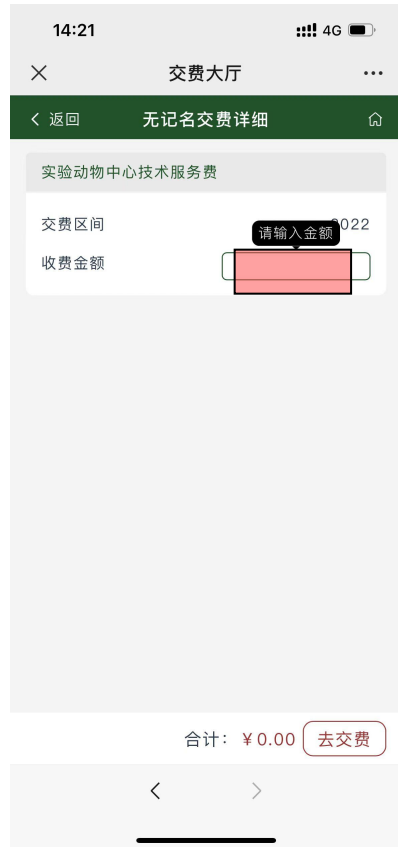 14:21
4G
交费大厅
返回
无记名交费详细
实验动物中心技术服务费
交费区间
2022
请输入金额
收费金额
合计：￥0.00
去交费